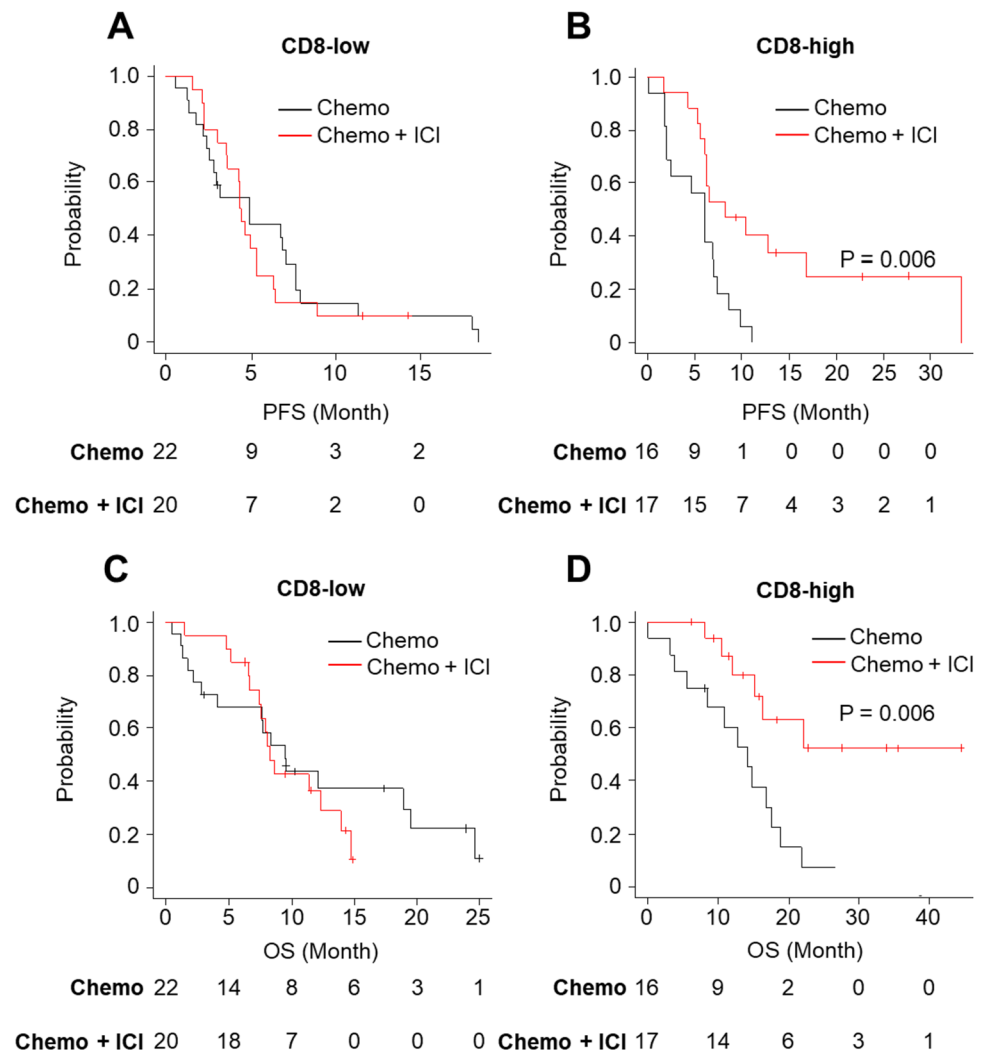 A
CD8-low
1.0
0.8
0.6
0.4
0.2
0
Probability
Chemo
Chemo + ICI
0 5 10 15
PFS (Month)
Chemo 22 9 3 2
Chemo + ICI 20 7 2 0
B
CD8-high
1.0
0.8
0.6
0.4
0.2
0
Probability
Chemo
Chemo + ICI
P = 0.006
0 5 10 15 20 25 30
PFS (Month)
Chemo 16 9 1 0 0 0 0
Chemo + ICI 17 15 7 4 3 2 1
C
CD8-low
1.0
0.8
0.6
0.4
0.2
0
Probability
Chemo
Chemo + ICI
0 5 10 15 20 25
OS (Month)
Chemo 22 14 8 6 3 1
Chemo + ICI 20 18 7 0 0 0
D
CD8-high
1.0
0.8
0.6
0.4
0.2
0
Probability
Chemo
Chemo + ICI
P = 0.006
0 10 20 30 40
OS (Month)
Chemo 16 9 2 0 0
Chemo + ICI 17 14 6 3 1